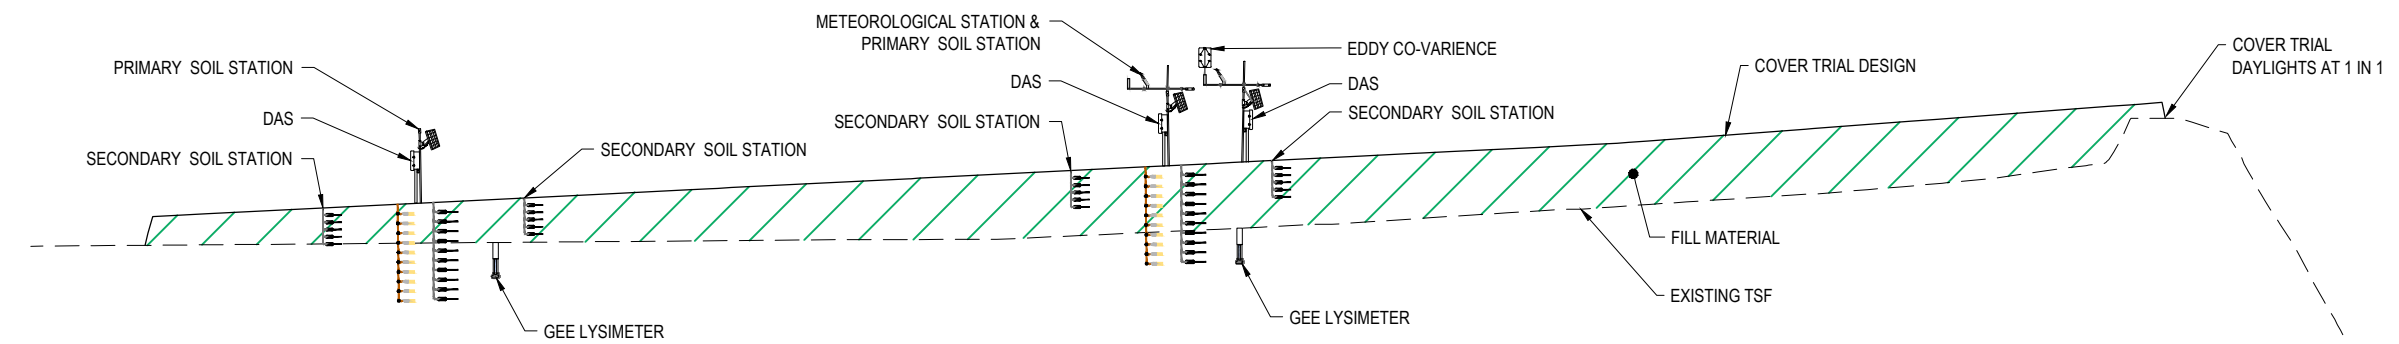 METEOROLOGICAL STATION &
PRIMARY SOIL STATION
EDDY CO-VARIENCE
COVER TRIAL
DAYLIGHTS AT 1 IN 1
PRIMARY SOIL STATION
DAS
DAS
COVER TRIAL DESIGN
DAS
SECONDARY SOIL STATION
SECONDARY SOIL STATION
SECONDARY SOIL STATION
SECONDARY SOIL STATION
FILL MATERIAL
EXISTING TSF
GEE LYSIMETER
GEE LYSIMETER